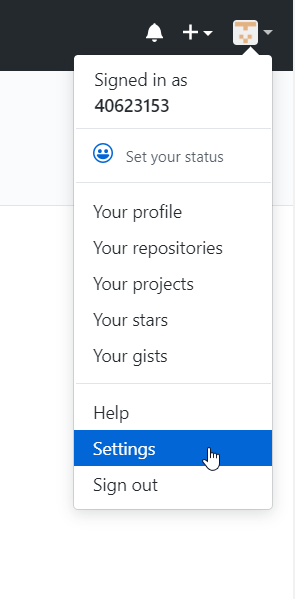 Signed in as
40623153
Set your status
Your profile
Your repositories
Your projects
Your stars
Your gists
Help
Settings
Sign out